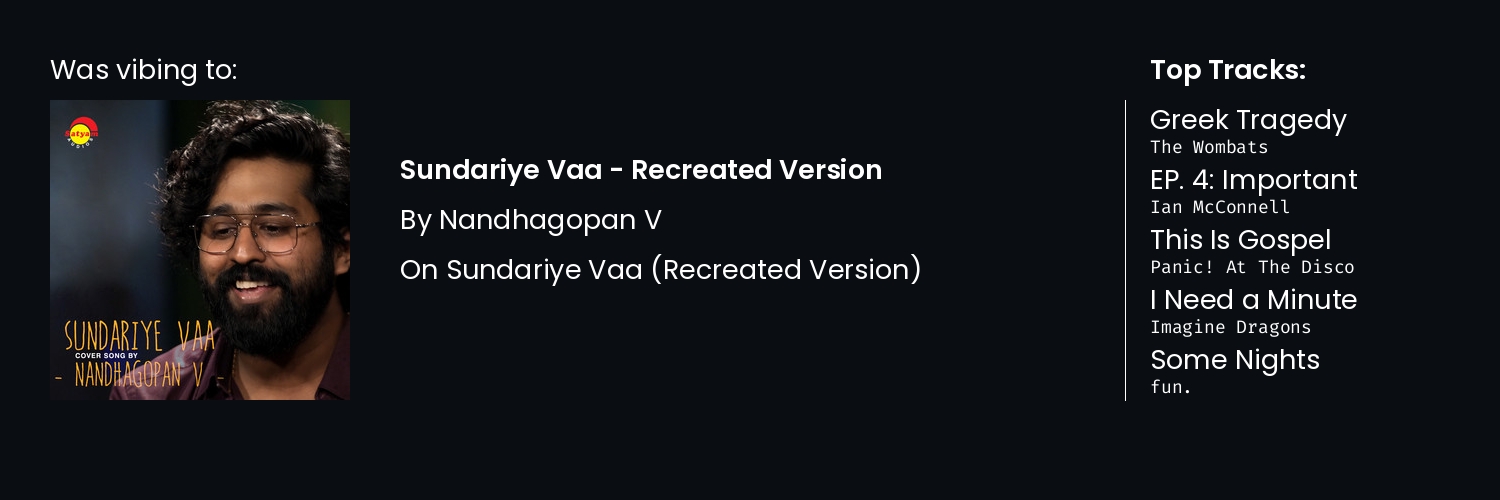 Was vibing to:
Satyam
AUDIOS
SUNDARIYE VAA
COVER SONG BY
- NANDHAGOPAN V -
Sundariye Vaa - Recreated Version
By Nandhagopan V
On Sundariye Vaa (Recreated Version)
Top Tracks:
Greek Tragedy
The Wombats
EP. 4: Important
Ian McConnell
This Is Gospel
Panic! At The Disco
I Need a Minute
Imagine Dragons
Some Nights
fun.